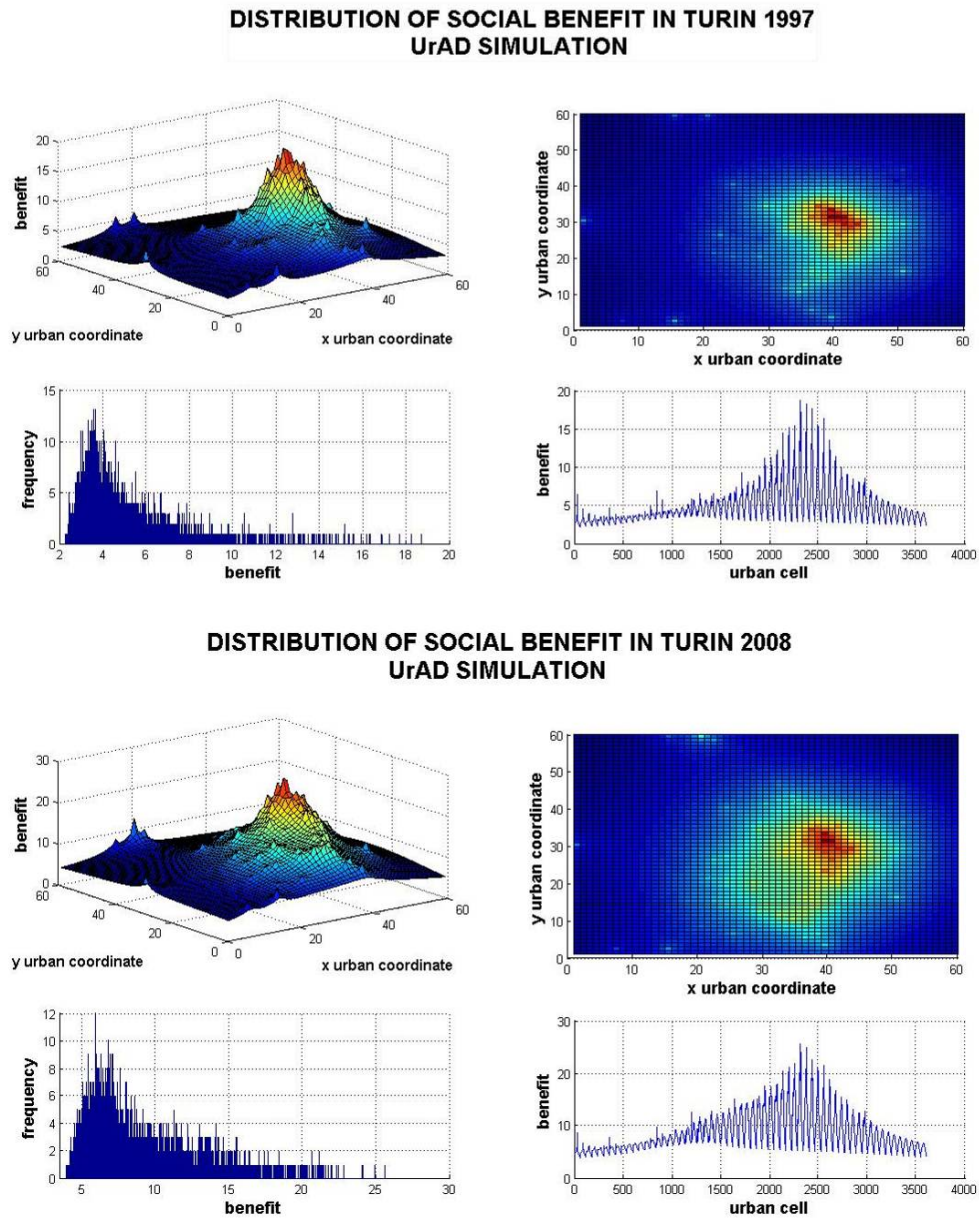 DISTRIBUTION OF SOCIAL BENEFIT IN TURIN 1997
UrAD SIMULATION
20
15
10
5
0
benefit
60
40
20
0
y urban coordinate
0
20
40
60
x urban coordinate
60
50
40
30
20
10
0
y urban coordinate
0 10 20 30 40 50 60
x urban coordinate
15
10
5
0
frequency
2 4 6 8 10 12 14 16 18 20
benefit
20
15
10
5
0
benefit
0 500 1000 1500 2000 2500 3000 3500 4000
urban cell
DISTRIBUTION OF SOCIAL BENEFIT IN TURIN 2008
UrAD SIMULATION
30
20
10
0
benefit
60
40
20
0
y urban coordinate
0
20
40
60
x urban coordinate
60
50
40
30
20
10
0
y urban coordinate
0 10 20 30 40 50 60
x urban coordinate
12
10
8
6
4
2
0
frequency
5 10 15 20 25 30
benefit
30
20
10
0
benefit
0 500 1000 1500 2000 2500 3000 3500 4000
urban cell